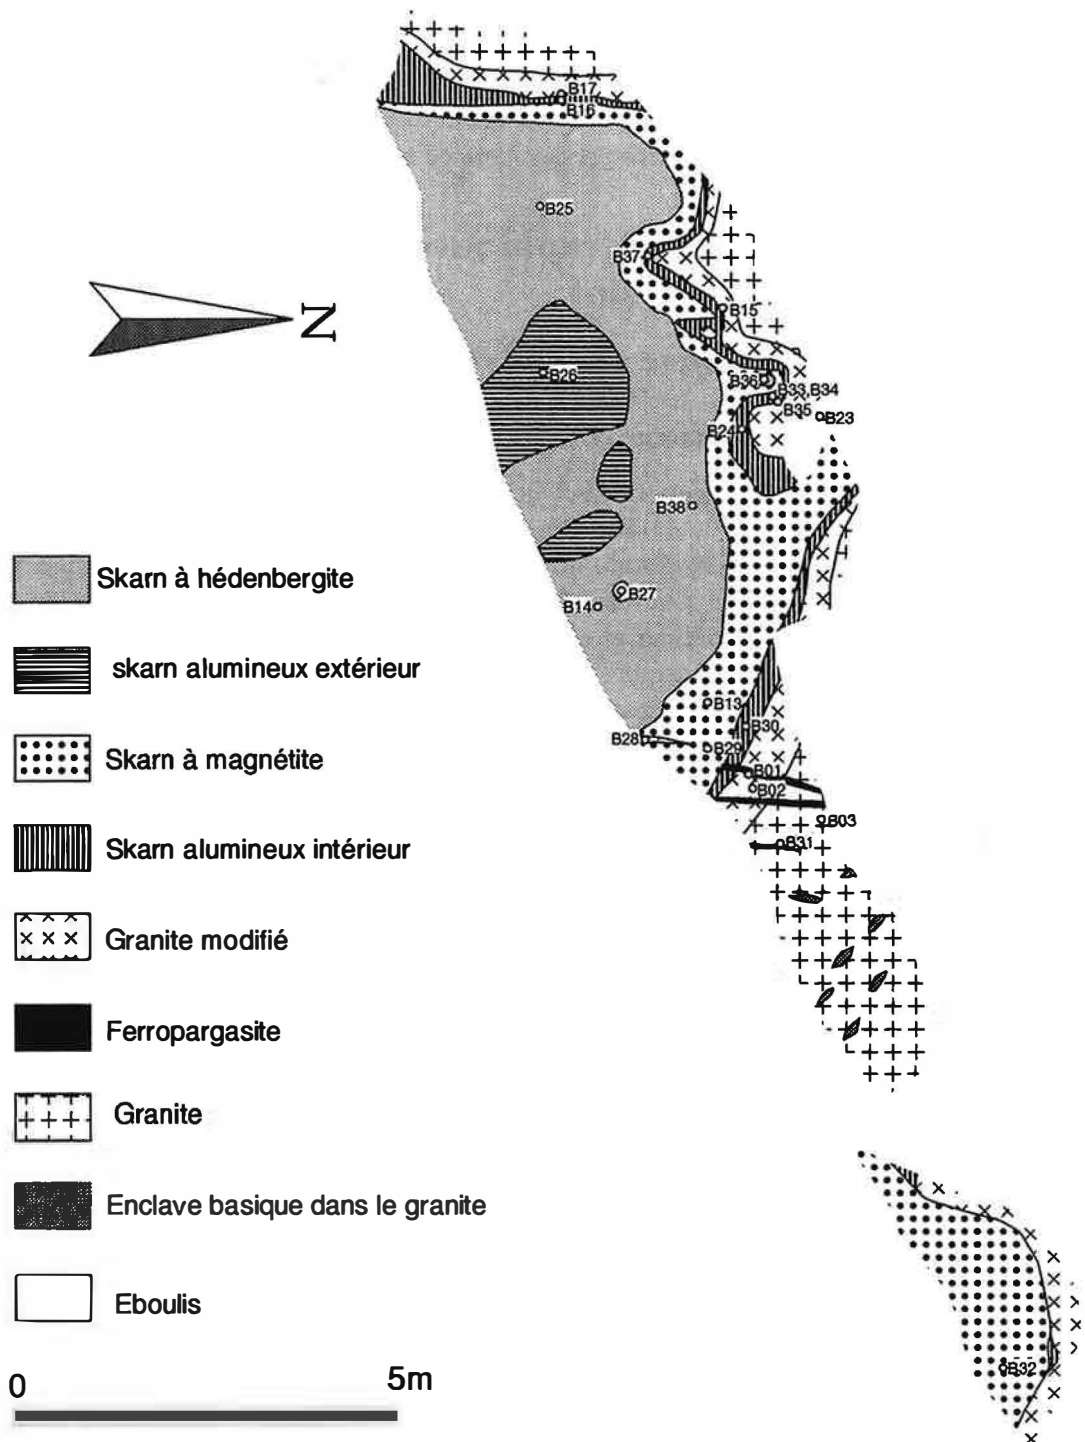 B17
B16
B25
B37
N
B15
B26
B36
B33,B34
B35
B23
B24
B38
Skarn à hédenbergite
B27
B14
skarn alumineux extérieur
B13
B30
B28
B29
Skarn à magnétite
B01
B02
B03
B31
Skarn alumineux intérieur
Granite modifié
Ferropargasite
Granite
Enclave basique dans le granite
Eboulis
B32
0 5m